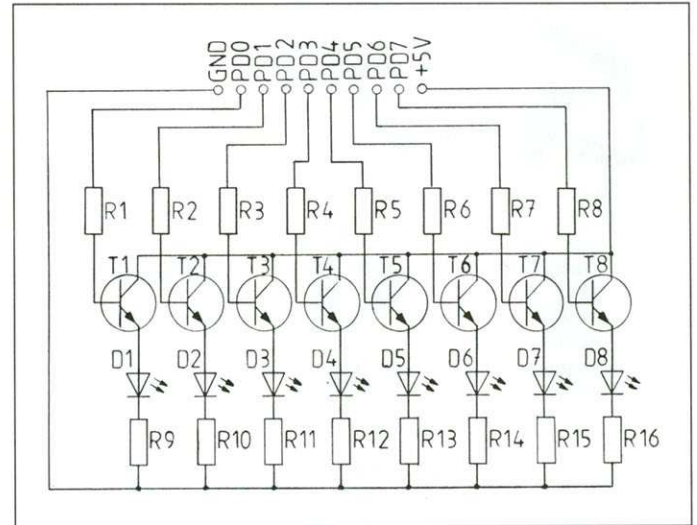 GND PD0 PD1 PD2 PD3 PD4 PD5 PD6 PD7 +5V
R1 R2 R3 R4 R5 R6 R7 R8
T1 T2 T3 T4 T5 T6 T7 T8
D1 D2 D3 D4 D5 D6 D7 D8
R9 R10 R11 R12 R13 R14 R15 R16